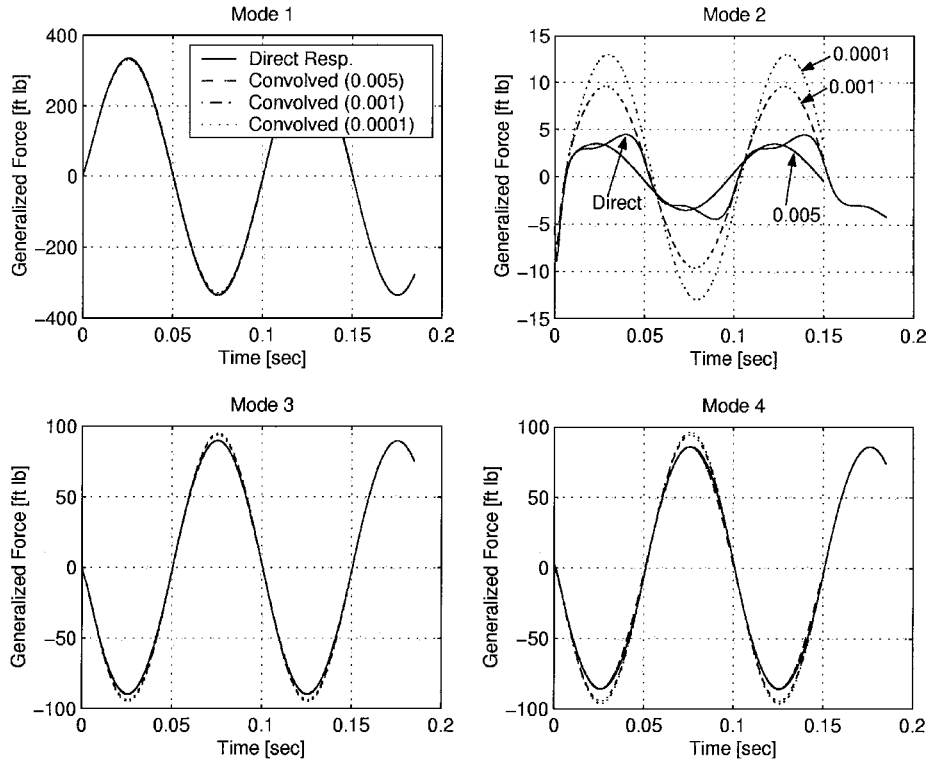 Mode 1
400
200
0
−200
−400
Generalized Force [ft lb]
0
0.05
0.1
0.15
0.2
Time [sec]
Direct Resp.
Convolved (0.005)
Convolved (0.001)
Convolved (0.0001)
Mode 2
15
10
5
0
−5
−10
−15
Generalized Force [ft lb]
0
0.05
0.1
0.15
0.2
Time [sec]
0.0001
0.001
Direct
0.005
Mode 3
100
50
0
−50
−100
Generalized Force [ft lb]
0
0.05
0.1
0.15
0.2
Time [sec]
Mode 4
100
50
0
−50
−100
Generalized Force [ft lb]
0
0.05
0.1
0.15
0.2
Time [sec]